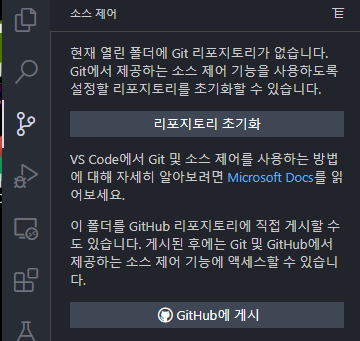 소스 제어
현재 열린 폴더에 Git 리포지토리가 없습니다.
Git에서 제공하는 소스 제어 기능을 사용하도록
설정할 리포지토리를 초기화할 수 있습니다.
리포지토리 초기화
VS Code에서 Git 및 소스 제어를 사용하는 방법
에 대해 자세히 알아보려면 Microsoft Docs를 읽
어보세요.
이 폴더를 GitHub 리포지토리에 직접 게시할 수
도 있습니다. 게시된 후에는 Git 및 GitHub에서
제공하는 소스 제어 기능에 액세스할 수 있습니
다.
GitHub에 게시